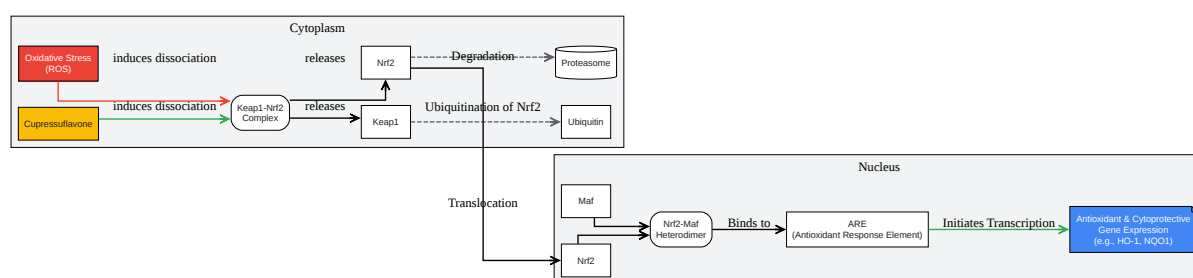 Cytoplasm
Oxidative Stress
(ROS)
induces dissociation
releases
Nrf2
Degradation
Proteasome
Cupressuflavone
induces dissociation
Keap1-Nrf2
Complex
releases
Keap1
Ubiquitination of Nrf2
Ubiquitin
Nucleus
Translocation
Maf
Nrf2
Nrf2-Maf
Heterodimer
Binds to
ARE
(Antioxidant Response Element)
Initiates Transcription
Antioxidant & Cytoprotective
Gene Expression
(e.g., HO-1, NQO1)